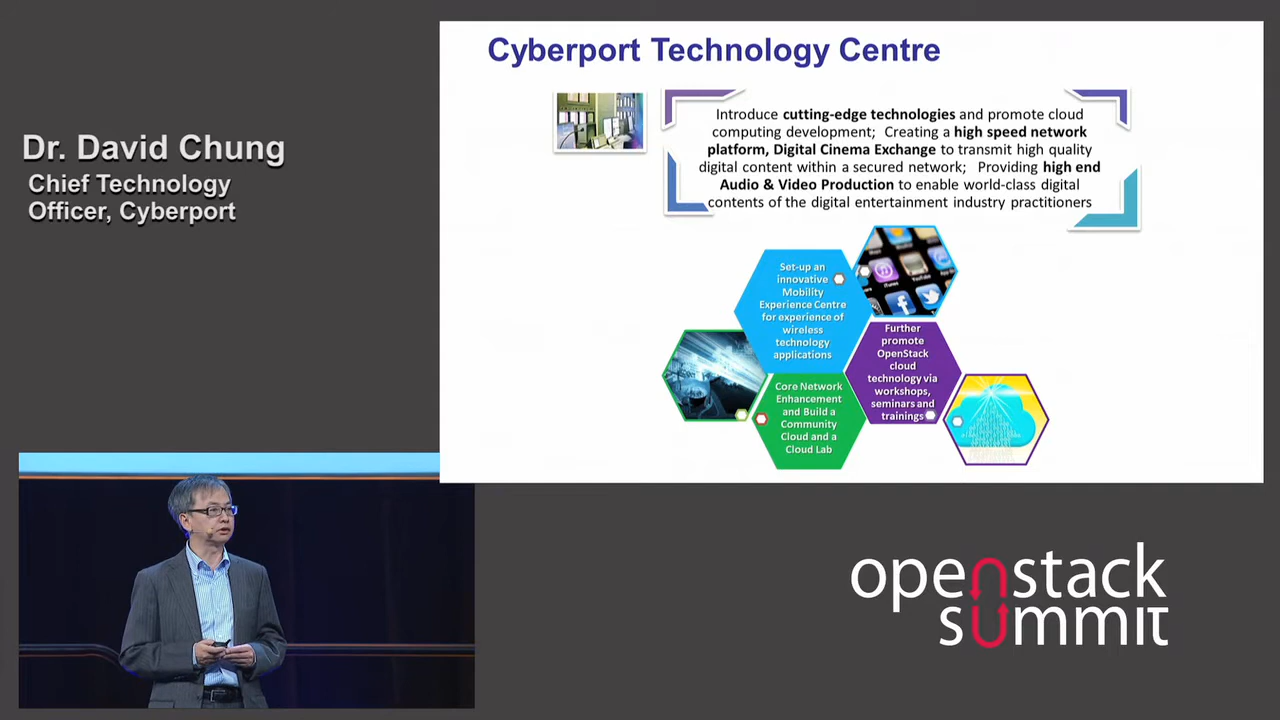 Cyberport Technology Centre
Dr. David Chung
Chief Technology
Officer, Cyberport
Introduce cutting-edge technologies and promote cloud
computing development; Creating a high speed network
platform, Digital Cinema Exchange to transmit high quality
digital content within a secured network; Providing high end
Audio & Video Production to enable world-class digital
contents of the digital entertainment industry practitioners
Set-up an
innovative
Mobility
Experience Centre
for experience of
wireless
technology
applications
iTunes
YouTube
Further
promote
OpenStack
cloud
technology via
workshops,
seminars and
trainings
Core Network
Enhancement
and Build a
Community
Cloud and a
Cloud Lab
openstack
summit